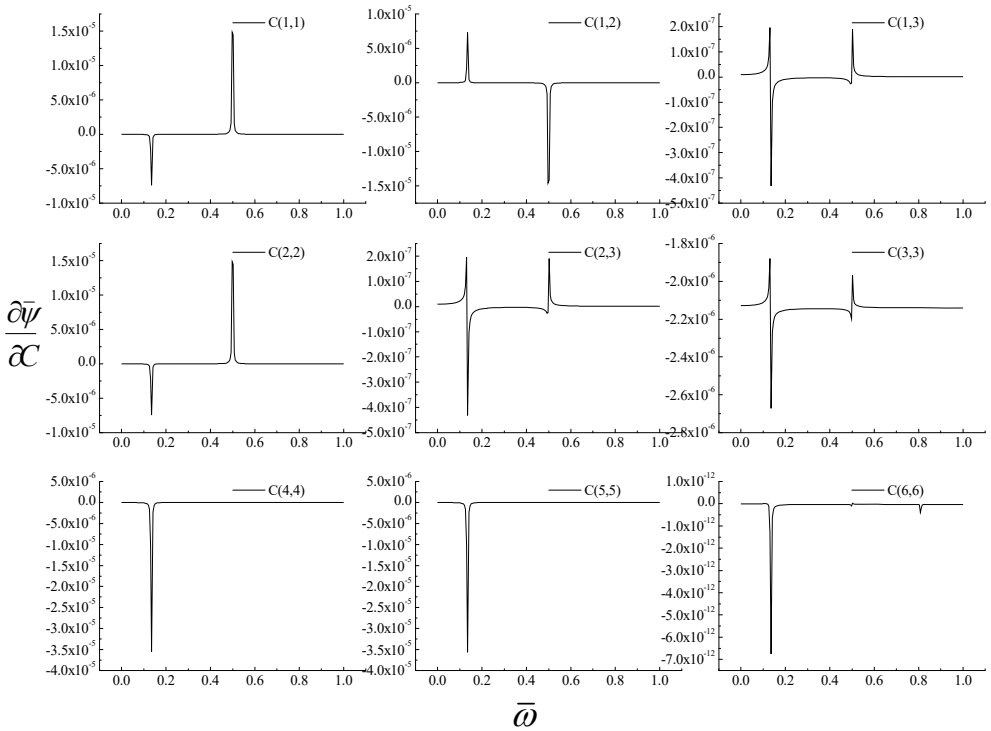 C(1,1)
1.5x10⁻⁵
1.0x10⁻⁵
5.0x10⁻⁶
0.0
-5.0x10⁻⁶
-1.0x10⁻⁵
0.0 0.2 0.4 0.6 0.8 1.0
C(1,2)
1.0x10⁻⁵
5.0x10⁻⁶
0.0
-5.0x10⁻⁶
-1.0x10⁻⁵
-1.5x10⁻⁵
0.0 0.2 0.4 0.6 0.8 1.0
C(1,3)
2.0x10⁻⁷
1.0x10⁻⁷
0.0
-1.0x10⁻⁷
-2.0x10⁻⁷
-3.0x10⁻⁷
-4.0x10⁻⁷
-5.0x10⁻⁷
0.0 0.2 0.4 0.6 0.8 1.0
∂ψ̄
∂C
C(2,2)
1.5x10⁻⁵
1.0x10⁻⁵
5.0x10⁻⁶
0.0
-5.0x10⁻⁶
-1.0x10⁻⁵
0.0 0.2 0.4 0.6 0.8 1.0
C(2,3)
2.0x10⁻⁷
1.0x10⁻⁷
0.0
-1.0x10⁻⁷
-2.0x10⁻⁷
-3.0x10⁻⁷
-4.0x10⁻⁷
-5.0x10⁻⁷
0.0 0.2 0.4 0.6 0.8 1.0
C(3,3)
-1.8x10⁻⁶
-2.0x10⁻⁶
-2.2x10⁻⁶
-2.4x10⁻⁶
-2.6x10⁻⁶
-2.8x10⁻⁶
0.0 0.2 0.4 0.6 0.8 1.0
C(4,4)
5.0x10⁻⁶
0.0
-5.0x10⁻⁶
-1.0x10⁻⁵
-1.5x10⁻⁵
-2.0x10⁻⁵
-2.5x10⁻⁵
-3.0x10⁻⁵
-3.5x10⁻⁵
-4.0x10⁻⁵
0.0 0.2 0.4 0.6 0.8 1.0
C(5,5)
5.0x10⁻⁶
0.0
-5.0x10⁻⁶
-1.0x10⁻⁵
-1.5x10⁻⁵
-2.0x10⁻⁵
-2.5x10⁻⁵
-3.0x10⁻⁵
-3.5x10⁻⁵
-4.0x10⁻⁵
0.0 0.2 0.4 0.6 0.8 1.0
C(6,6)
0.0
-1.0x10⁻¹²
-2.0x10⁻¹²
-3.0x10⁻¹²
-4.0x10⁻¹²
-5.0x10⁻¹²
-6.0x10⁻¹²
-7.0x10⁻¹²
0.0 0.2 0.4 0.6 0.8 1.0
ω̄